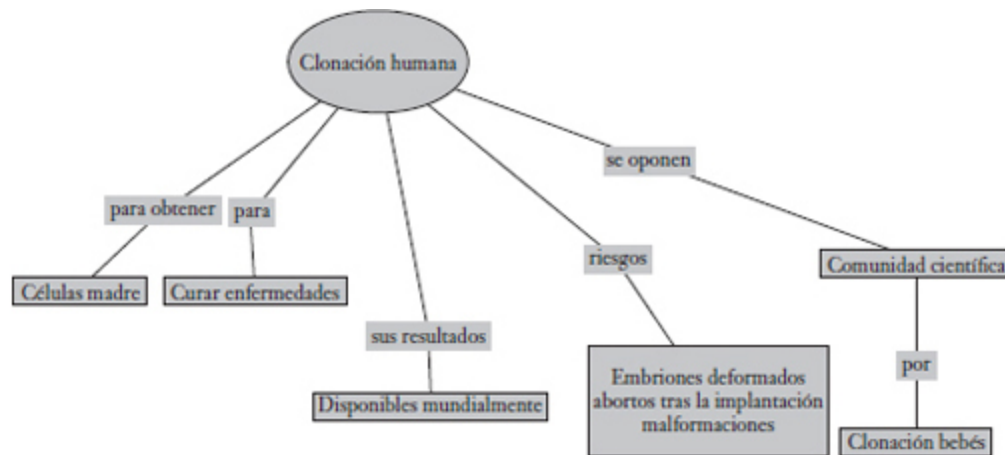 Clonación humana
se oponen
para obtener
para
riesgos
Comunidad científica
Células madre
Curar enfermedades
sus resultados
por
Embriones deformados
abortos tras la implantación
malformaciones
Disponibles mundialmente
Clonación bebés